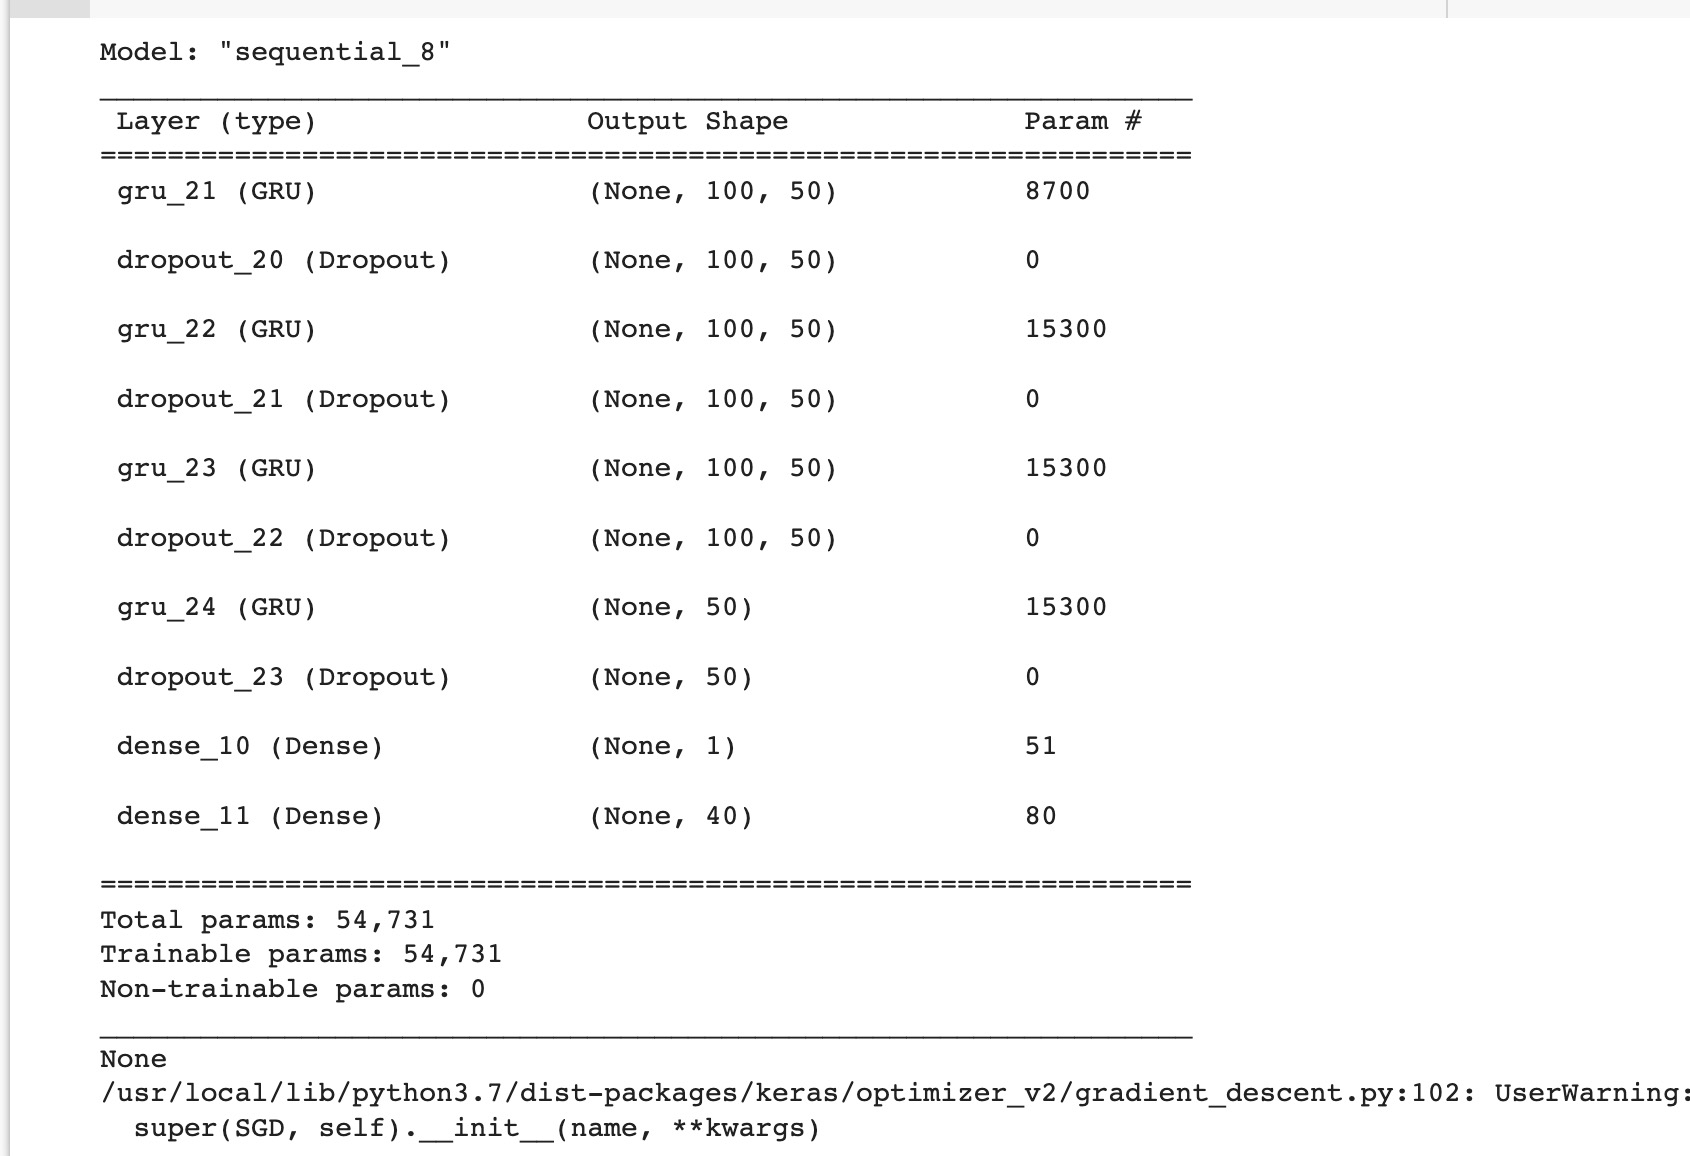 Model: "sequential_8"
Layer (type) Output Shape Param #
=================================================================
gru_21 (GRU) (None, 100, 50) 8700
dropout_20 (Dropout) (None, 100, 50) 0
gru_22 (GRU) (None, 100, 50) 15300
dropout_21 (Dropout) (None, 100, 50) 0
gru_23 (GRU) (None, 100, 50) 15300
dropout_22 (Dropout) (None, 100, 50) 0
gru_24 (GRU) (None, 50) 15300
dropout_23 (Dropout) (None, 50) 0
dense_10 (Dense) (None, 1) 51
dense_11 (Dense) (None, 40) 80
=================================================================
Total params: 54,731
Trainable params: 54,731
Non-trainable params: 0
_________________________________________________________________
None
/usr/local/lib/python3.7/dist-packages/keras/optimizer_v2/gradient_descent.py:102: UserWarning:
super(SGD, self).__init__(name, **kwargs)